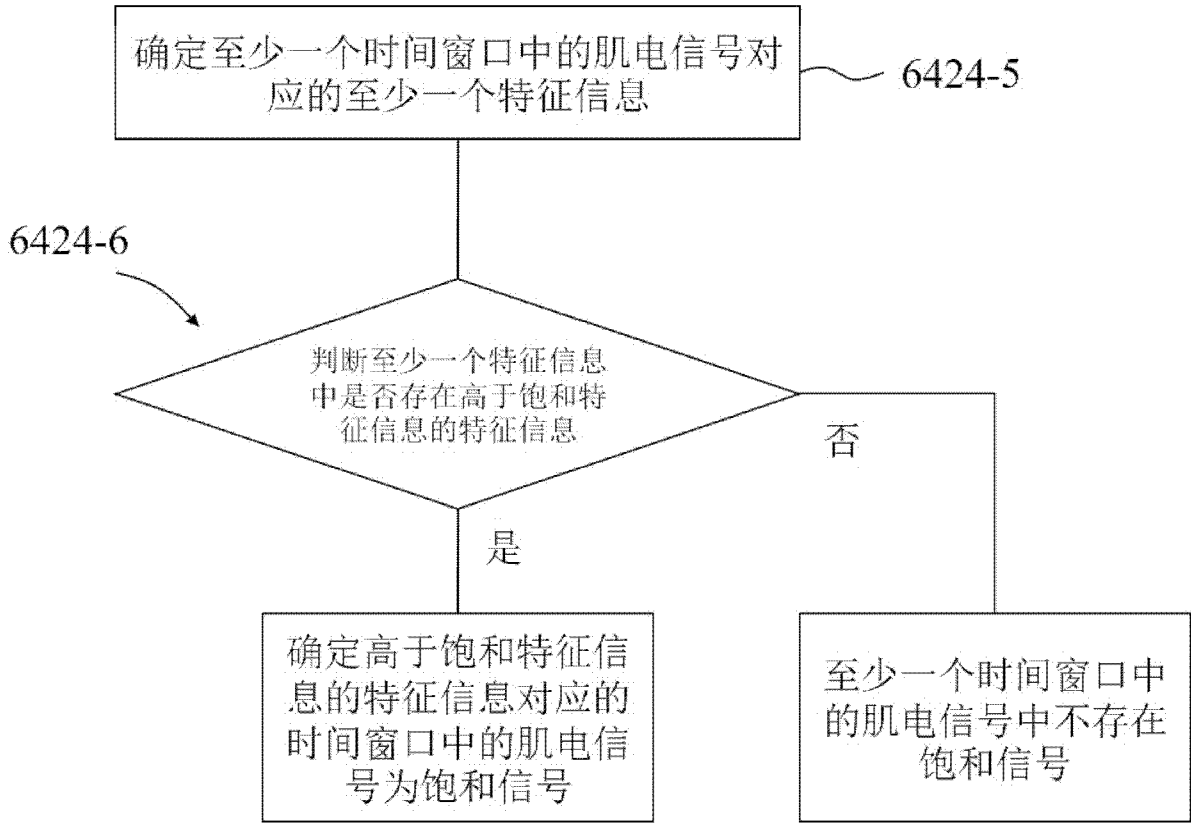 确定至少一个时间窗口中的肌电信号对
应的至少一个特征信息
6424-5
6424-6
判断至少一个特征信息
中是否存在高于饱和特
征信息的特征信息
否
是
确定高于饱和特征信
息的特征信息对应的
时间窗口中的肌电信
号为饱和信号
至少一个时间窗口中
的肌电信号中不存在
饱和信号